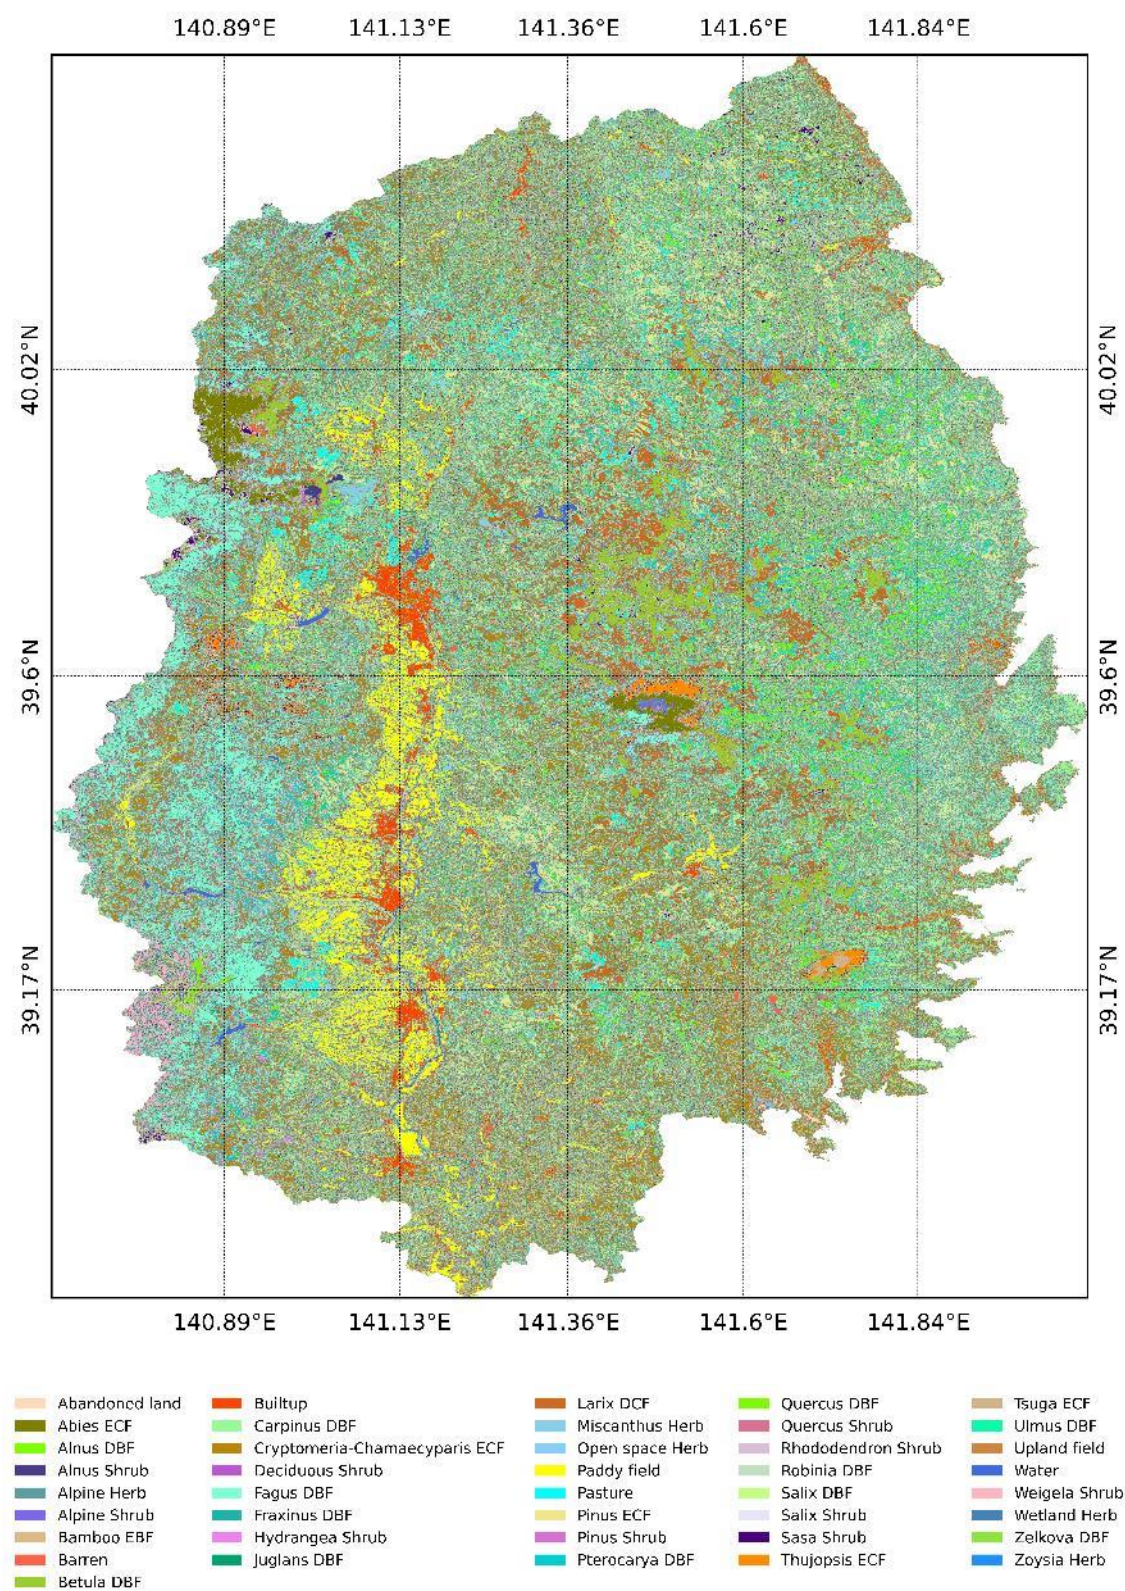 140.89°E 141.13°E 141.36°E 141.6°E 141.84°E
40.02°N 40.02°N
39.6°N 39.6°N
39.17°N 39.17°N
140.89°E 141.13°E 141.36°E 141.6°E 141.84°E
Abandoned land Builtup Larix DCF Quercus DBF Tsuga ECF
Abies ECF Carpinus DBF Miscanthus Herb Quercus Shrub Ulmus DBF
Alnus DBF Cryptomeria-Chamaecyparis ECF Open space Herb Rhododendron Shrub Upland field
Alnus Shrub Deciduous Shrub Paddy field Robinia DBF Water
Alpine Herb Fagus DBF Pasture Salix DBF Weigela Shrub
Alpine Shrub Fraxinus DBF Pinus ECF Salix Shrub Wetland Herb
Bamboo EBF Hydrangea Shrub Pinus Shrub Sasa Shrub Zelkova DBF
Barren Juglans DBF Pterocarya DBF Thujopsis ECF Zoysia Herb
Betula DBF